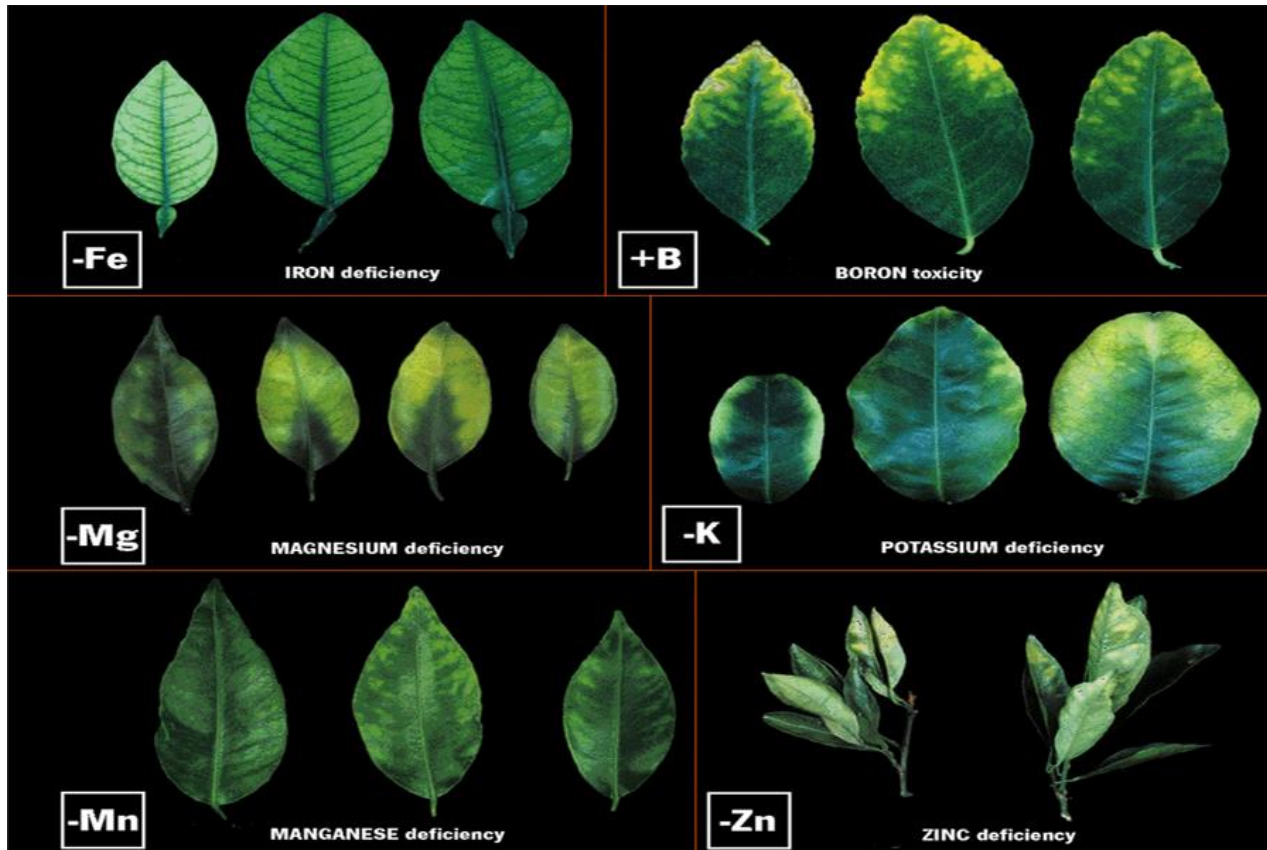 -Fe
IRON deficiency
+B
BORON toxicity
-Mg
MAGNESIUM deficiency
-K
POTASSIUM deficiency
-Mn
MANGANESE deficiency
-Zn
ZINC deficiency